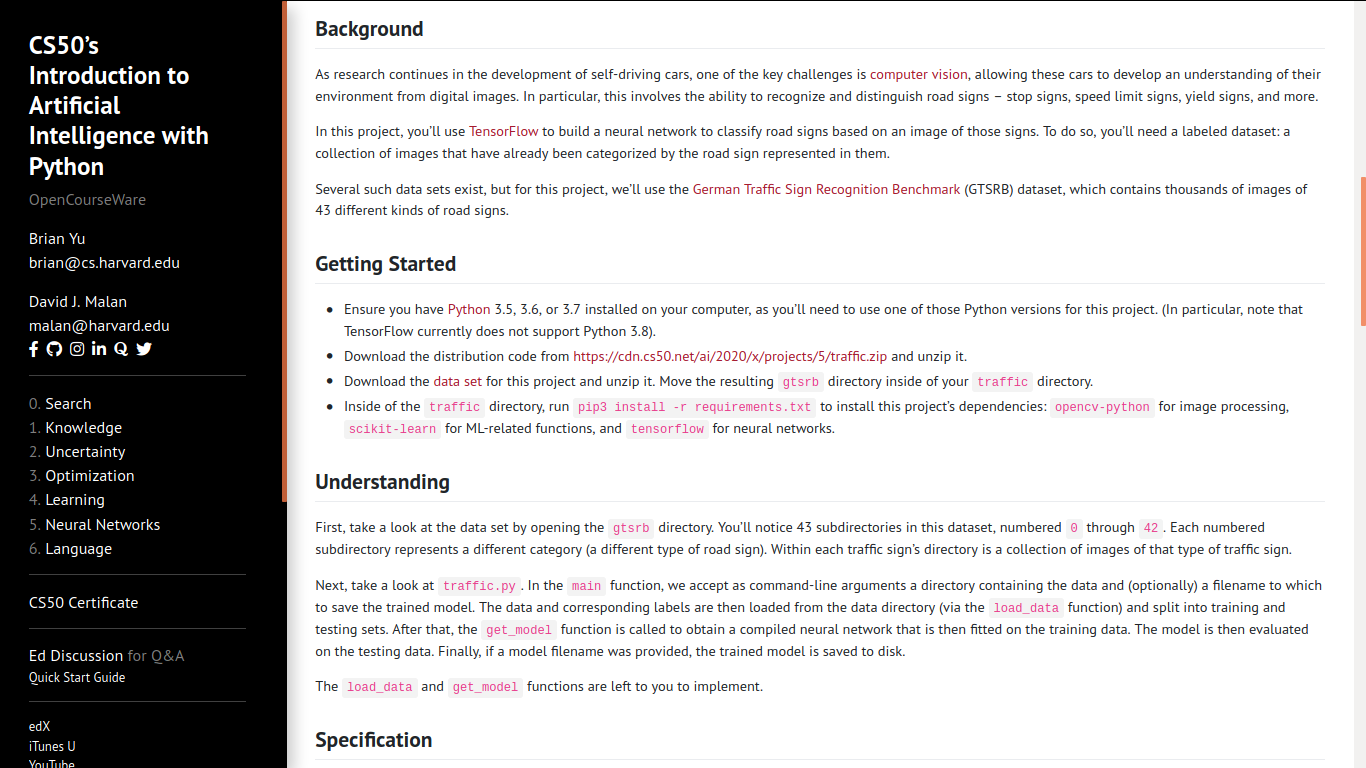 CS50’s
Introduction to
Artificial
Intelligence with
Python
OpenCourseWare
Brian Yu
brian@cs.harvard.edu
David J. Malan
malan@harvard.edu
0. Search
1. Knowledge
2. Uncertainty
3. Optimization
4. Learning
5. Neural Networks
6. Language
CS50 Certificate
Ed Discussion for Q&A
Quick Start Guide
edX
iTunes U
YouTube
Background
As research continues in the development of self-driving cars, one of the key challenges is computer vision, allowing these cars to develop an understanding of their
environment from digital images. In particular, this involves the ability to recognize and distinguish road signs – stop signs, speed limit signs, yield signs, and more.
In this project, you’ll use TensorFlow to build a neural network to classify road signs based on an image of those signs. To do so, you’ll need a labeled dataset: a
collection of images that have already been categorized by the road sign represented in them.
Several such data sets exist, but for this project, we’ll use the German Traffic Sign Recognition Benchmark (GTSRB) dataset, which contains thousands of images of
43 different kinds of road signs.
Getting Started
• Ensure you have Python 3.5, 3.6, or 3.7 installed on your computer, as you’ll need to use one of those Python versions for this project. (In particular, note that
TensorFlow currently does not support Python 3.8).
• Download the distribution code from https://cdn.cs50.net/ai/2020/x/projects/5/traffic.zip and unzip it.
• Download the data set for this project and unzip it. Move the resulting gtsrb directory inside of your traffic directory.
• Inside of the traffic directory, run pip3 install -r requirements.txt to install this project’s dependencies: opencv-python for image processing,
scikit-learn for ML-related functions, and tensorflow for neural networks.
Understanding
First, take a look at the data set by opening the gtsrb directory. You’ll notice 43 subdirectories in this dataset, numbered 0 through 42 . Each numbered
subdirectory represents a different category (a different type of road sign). Within each traffic sign’s directory is a collection of images of that type of traffic sign.
Next, take a look at traffic.py . In the main function, we accept as command-line arguments a directory containing the data and (optionally) a filename to which
to save the trained model. The data and corresponding labels are then loaded from the data directory (via the load_data function) and split into training and
testing sets. After that, the get_model function is called to obtain a compiled neural network that is then fitted on the training data. The model is then evaluated
on the testing data. Finally, if a model filename was provided, the trained model is saved to disk.
The load_data and get_model functions are left to you to implement.
Specification